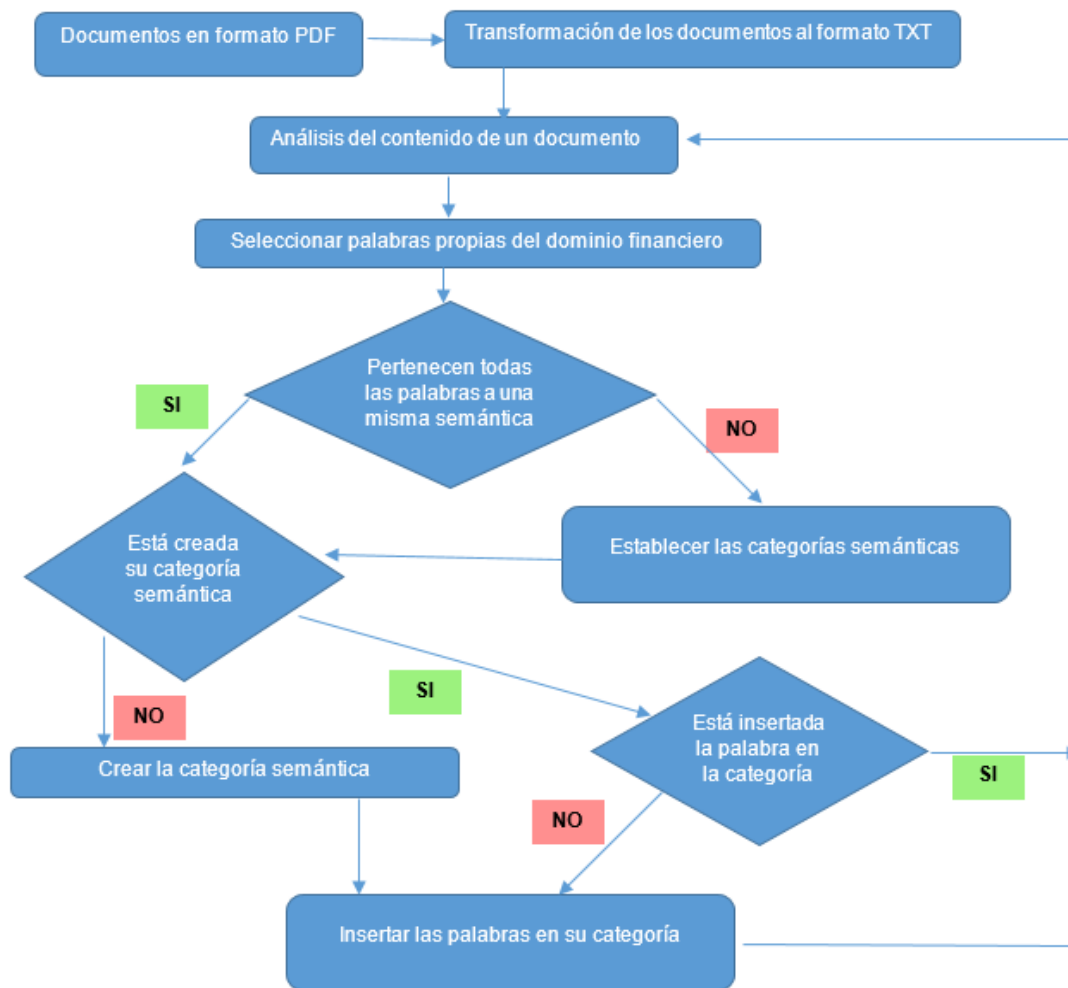 Documentos en formato PDF
Transformación de los documentos al formato TXT
Análisis del contenido de un documento
Seleccionar palabras propias del dominio financiero
Pertenecen todas
las palabras a una
misma semántica
SI
NO
Está creada
su categoría
semántica
Establecer las categorías semánticas
SI
NO
Está insertada
la palabra en
la categoría
Crear la categoría semántica
SI
NO
Insertar las palabras en su categoría